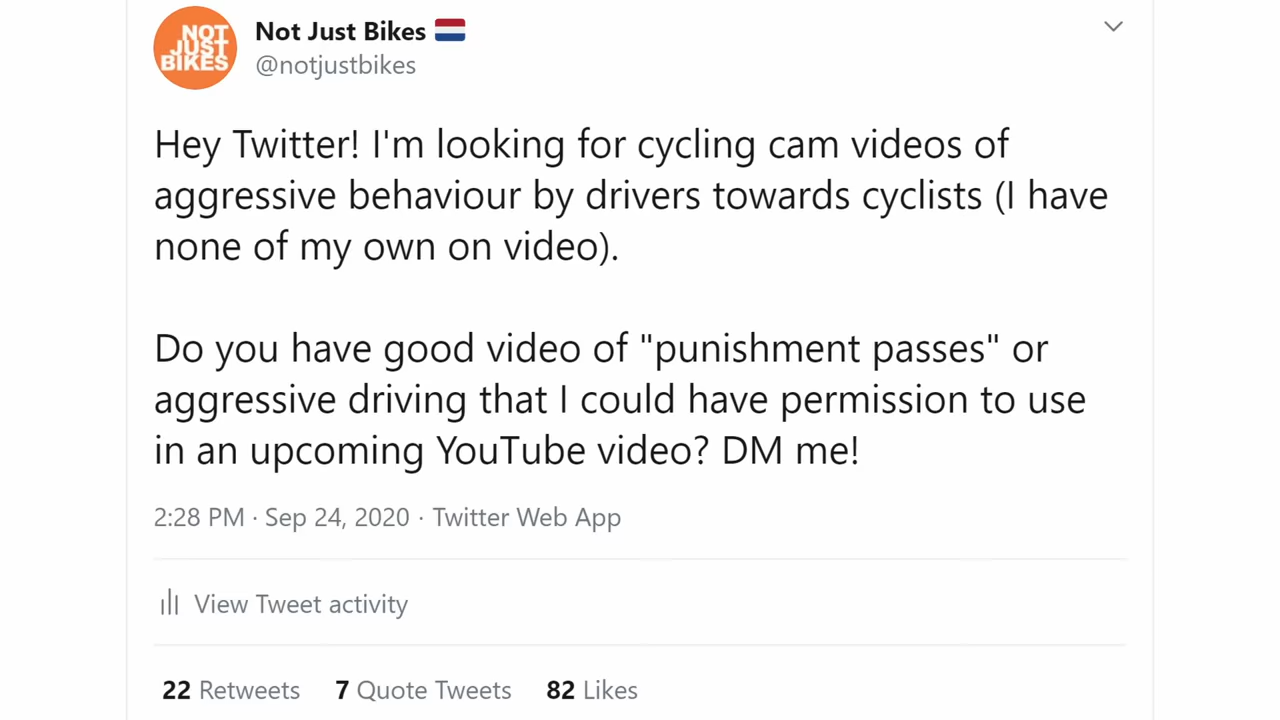 NOT
JUST
BIKES
Not Just Bikes
@notjustbikes
Hey Twitter! I'm looking for cycling cam videos of
aggressive behaviour by drivers towards cyclists (I have
none of my own on video).
Do you have good video of "punishment passes" or
aggressive driving that I could have permission to use
in an upcoming YouTube video? DM me!
2:28 PM · Sep 24, 2020 · Twitter Web App
View Tweet activity
22 Retweets 7 Quote Tweets 82 Likes